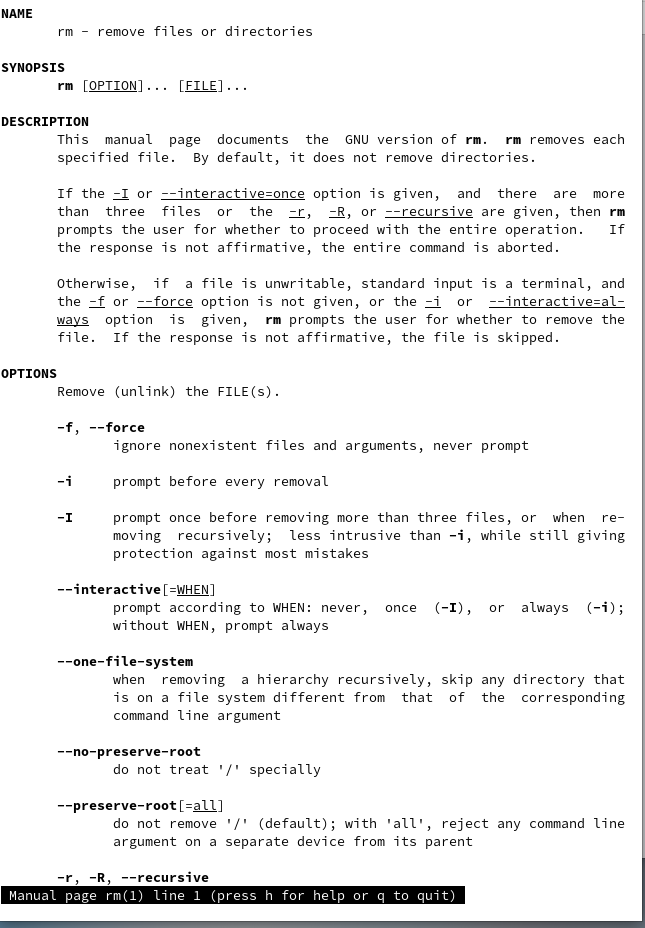 NAME
rm - remove files or directories
SYNOPSIS
rm [OPTION]... [FILE]...
DESCRIPTION
This manual page documents the GNU version of rm. rm removes each
specified file. By default, it does not remove directories.
If the -I or --interactive=once option is given, and there are more
than three files or the -r, -R, or --recursive are given, then rm
prompts the user for whether to proceed with the entire operation. If
the response is not affirmative, the entire command is aborted.
Otherwise, if a file is unwritable, standard input is a terminal, and
the -f or --force option is not given, or the -i or --interactive=al-
ways option is given, rm prompts the user for whether to remove the
file. If the response is not affirmative, the file is skipped.
OPTIONS
Remove (unlink) the FILE(s).
-f, --force
ignore nonexistent files and arguments, never prompt
-i prompt before every removal
-I prompt once before removing more than three files, or when re-
moving recursively; less intrusive than -i, while still giving
protection against most mistakes
--interactive[=WHEN]
prompt according to WHEN: never, once (-I), or always (-i);
without WHEN, prompt always
--one-file-system
when removing a hierarchy recursively, skip any directory that
is on a file system different from that of the corresponding
command line argument
--no-preserve-root
do not treat '/' specially
--preserve-root[=all]
do not remove '/' (default); with 'all', reject any command line
argument on a separate device from its parent
-r, -R, --recursive
Manual page rm(1) line 1 (press h for help or q to quit)